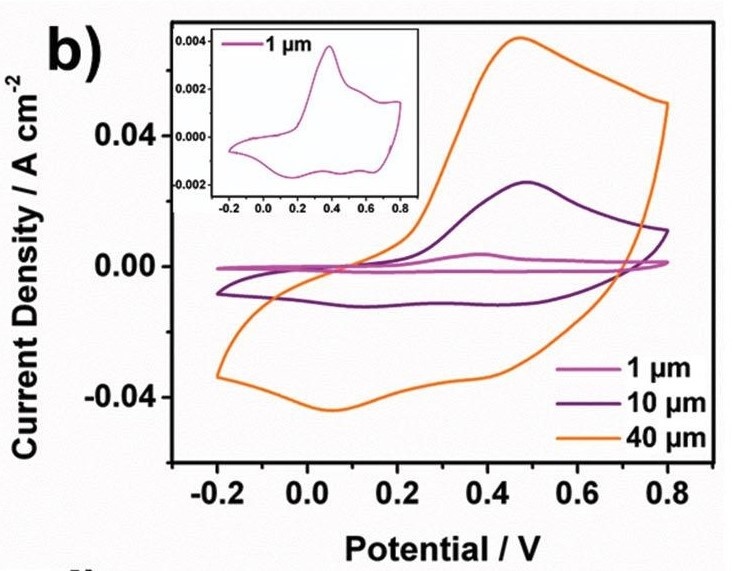 b)
Current Density / A cm-2
0.04
0.00
-0.04
1 µm
0.004
0.002
0.000
-0.002
-0.2 0.0 0.2 0.4 0.6 0.8
1 µm
10 µm
40 µm
-0.2 0.0 0.2 0.4 0.6 0.8
Potential / V